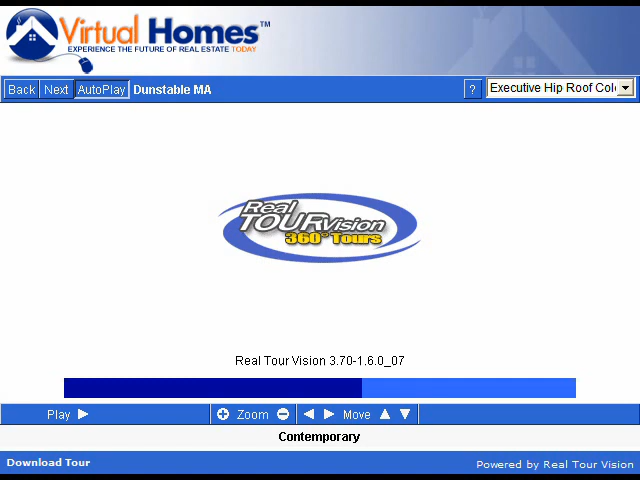 Virtual Homes™
EXPERIENCE THE FUTURE OF REAL ESTATE TODAY
Back Next AutoPlay Dunstable MA ? Executive Hip Roof Col
Real
TOURVision
360° Tours
Real Tour Vision 3.70-1.6.0_07
Play Zoom Move
Contemporary
Download Tour Powered by Real Tour Vision